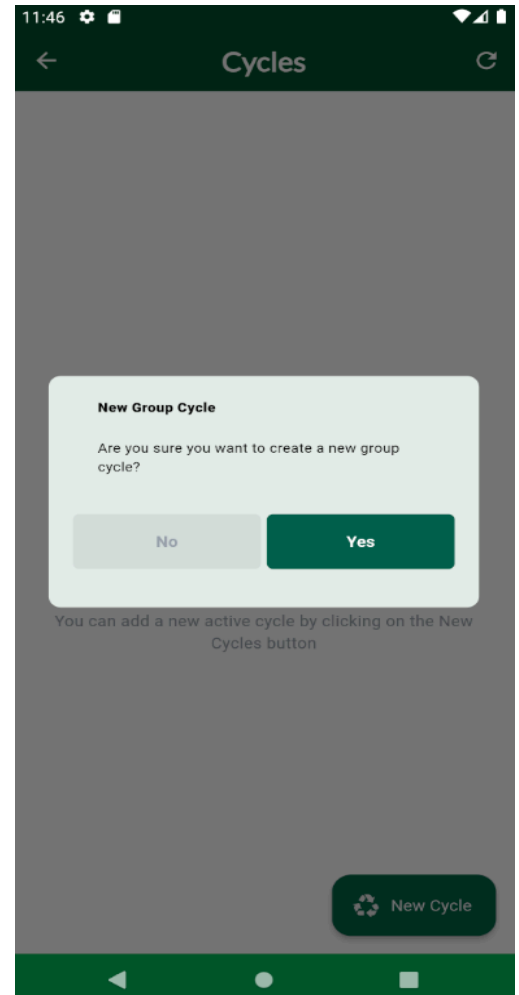 11:46
Cycles
New Group Cycle
Are you sure you want to create a new group
cycle?
No
Yes
You can add a new active cycle by clicking on the New
Cycles button
New Cycle